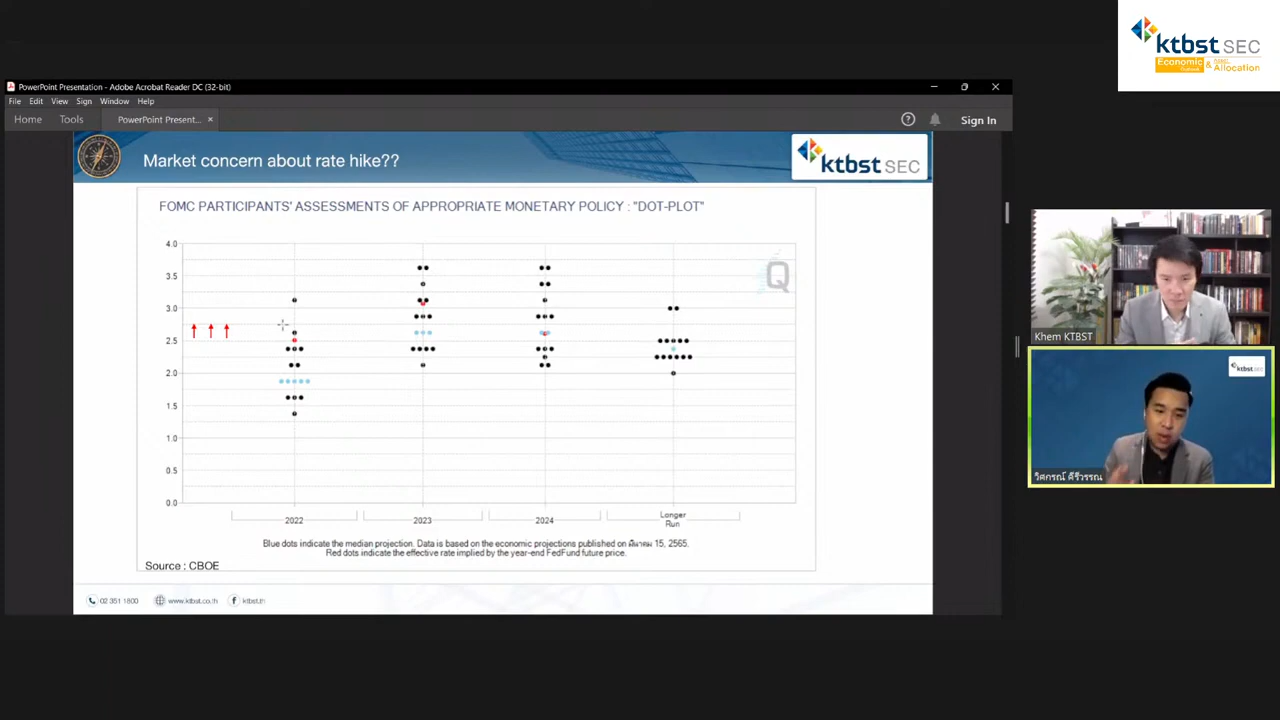 ktbst SEC
Economic
Outlook
&
Allocation
PowerPoint Presentation - Adobe Acrobat Reader DC (32-bit)
File Edit View Sign Window Help
Home Tools PowerPoint Present... × ? Sign In
Market concern about rate hike??
ktbst SEC
FOMC PARTICIPANTS' ASSESSMENTS OF APPROPRIATE MONETARY POLICY : "DOT-PLOT"
Q
4.0
3.5
3.0
2.5
2.0
1.5
1.0
0.5
0.0
2022 2023 2024 Longer
Run
Blue dots indicate the median projection. Data is based on the economic projections published on มีนาคม 15, 2565.
Red dots indicate the effective rate implied by the year-end FedFund future price.
Source : CBOE
02 351 1800 www.ktbst.co.th ktbst.th
Khem KTBST
ktbst SEC
วิศกรณ์ คีรีวรรณ